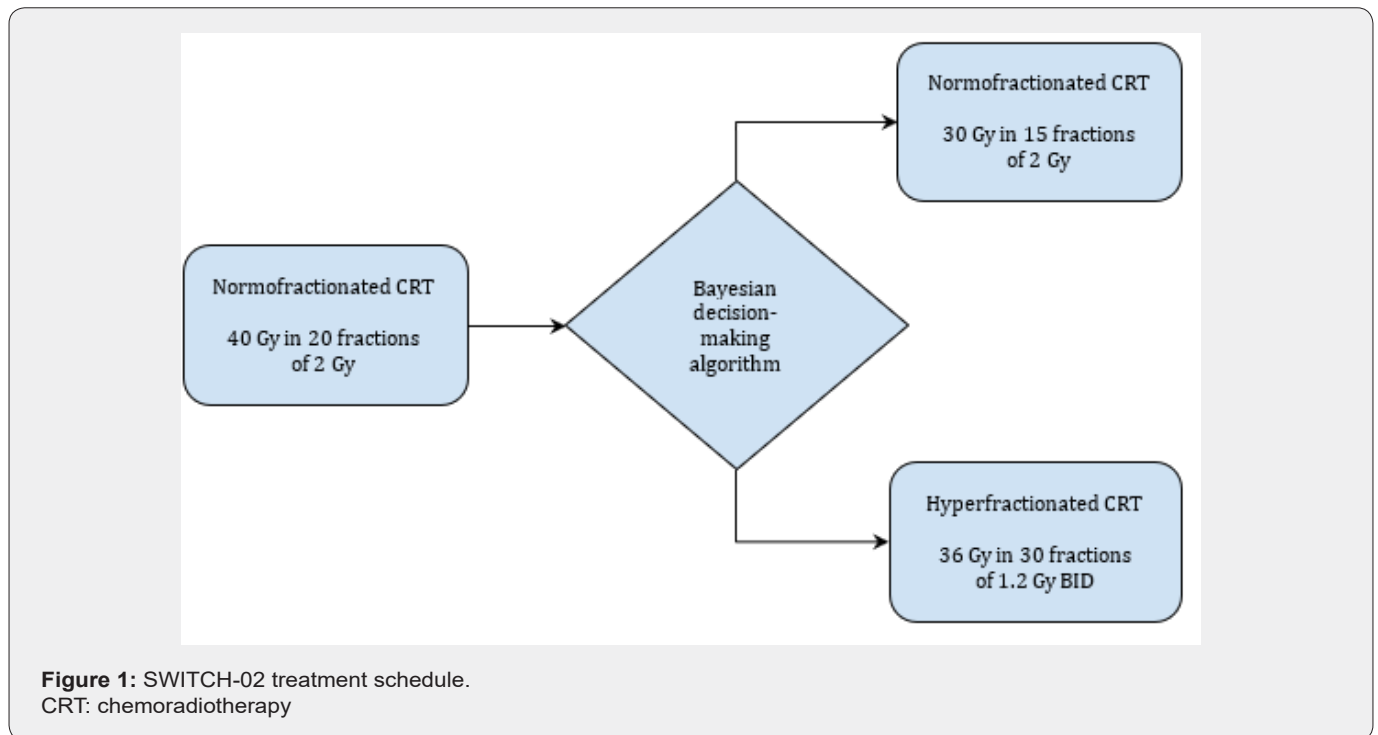 Normofractionated CRT
40 Gy in 20 fractions
of 2 Gy
Bayesian
decision-
making
algorithm
Normofractionated CRT
30 Gy in 15 fractions
of 2 Gy
Hyperfractionated CRT
36 Gy in 30 fractions
of 1.2 Gy BID
Figure 1: SWITCH-02 treatment schedule.
CRT: chemoradiotherapy